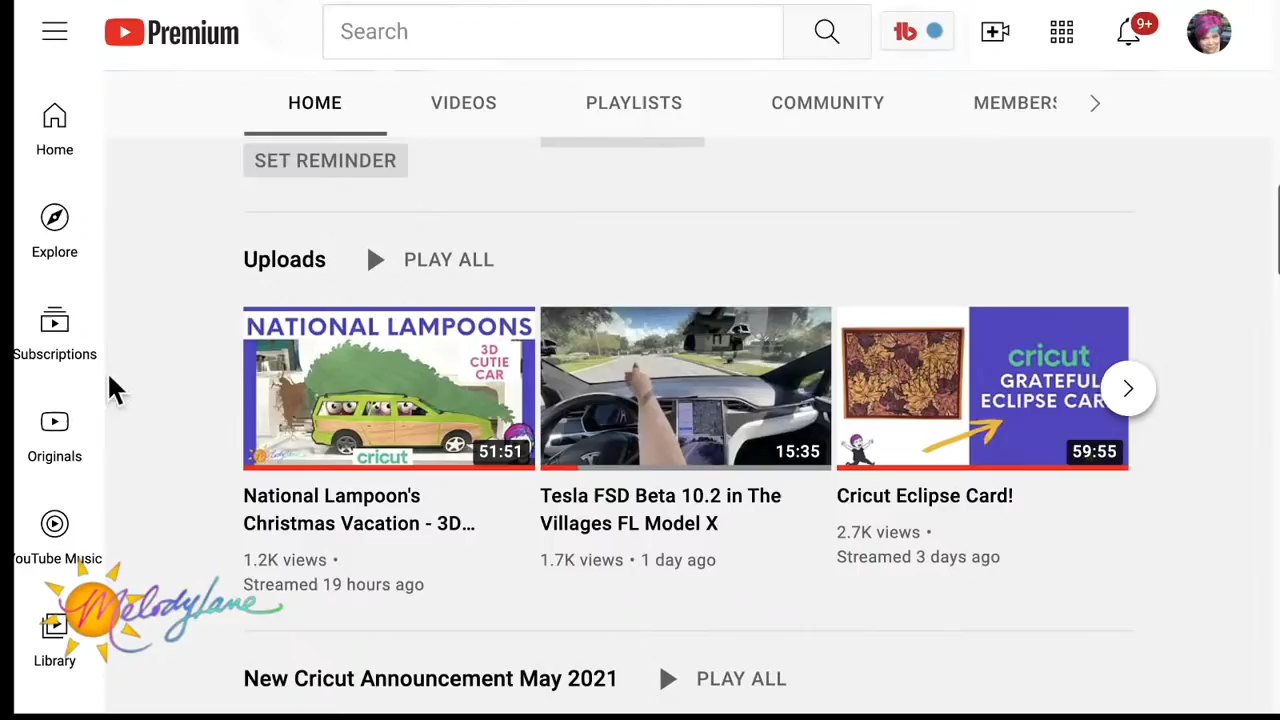 Premium
Search
9+
HOME VIDEOS PLAYLISTS COMMUNITY MEMBERS
Home
SET REMINDER
Explore
Uploads PLAY ALL
Subscriptions
NATIONAL LAMPOONS
3D
CUTIE
CAR
cricut
51:51
15:35
cricut
GRATEFUL
ECLIPSE CAR
59:55
Originals
National Lampoon's
Christmas Vacation - 3D...
1.2K views •
Streamed 19 hours ago
Tesla FSD Beta 10.2 in The
Villages FL Model X
1.7K views • 1 day ago
Cricut Eclipse Card!
2.7K views •
Streamed 3 days ago
YouTube Music
MelodyLane
Library
New Cricut Announcement May 2021 PLAY ALL